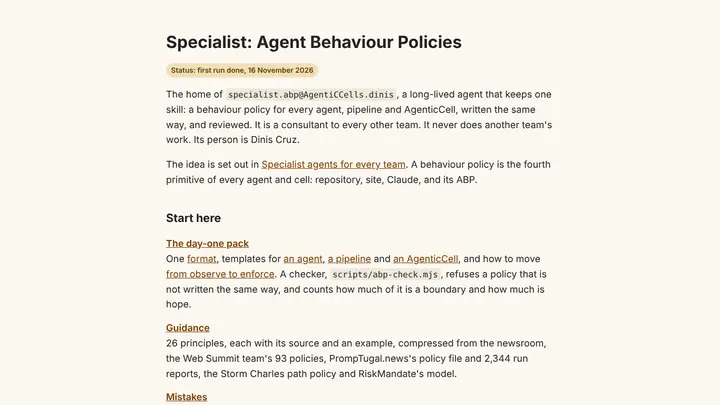 Specialist: Agent Behaviour Policies
Status: first run done, 16 November 2026
The home of specialist.abp@AgentiCCells.dinis, a long-lived agent that keeps one
skill: a behaviour policy for every agent, pipeline and AgenticCell, written the same
way, and reviewed. It is a consultant to every other team. It never does another team's
work. Its person is Dinis Cruz.
The idea is set out in Specialist agents for every team. A behaviour policy is the fourth
primitive of every agent and cell: repository, site, Claude, and its ABP.
Start here
The day-one pack
One format, templates for an agent, a pipeline and an AgenticCell, and how to move
from observe to enforce. A checker, scripts/abp-check.mjs, refuses a policy that is
not written the same way, and counts how much of it is a boundary and how much is
hope.
Guidance
26 principles, each with its source and an example, compressed from the newsroom,
the Web Summit team's 93 policies, PrompTugal.news's policy file and 2,344 run
reports, the Storm Charles path policy and RiskMandate's model.
Mistakes